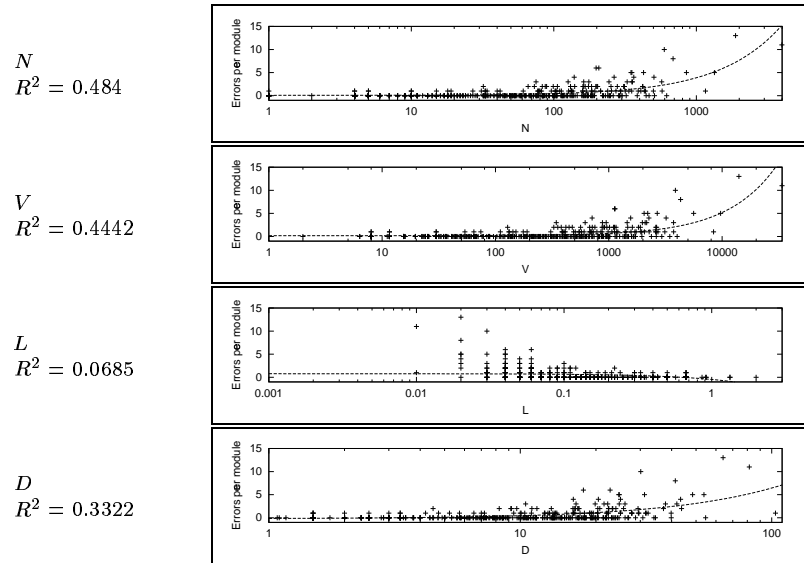 N
R² = 0.484
Errors per module
15
10
5
0
1 10 100 1000
N
V
R² = 0.4442
Errors per module
15
10
5
0
1 10 100 1000 10000
V
L
R² = 0.0685
Errors per module
15
10
5
0
0.001 0.01 0.1 1
L
D
R² = 0.3322
Errors per module
15
10
5
0
1 10 100
D